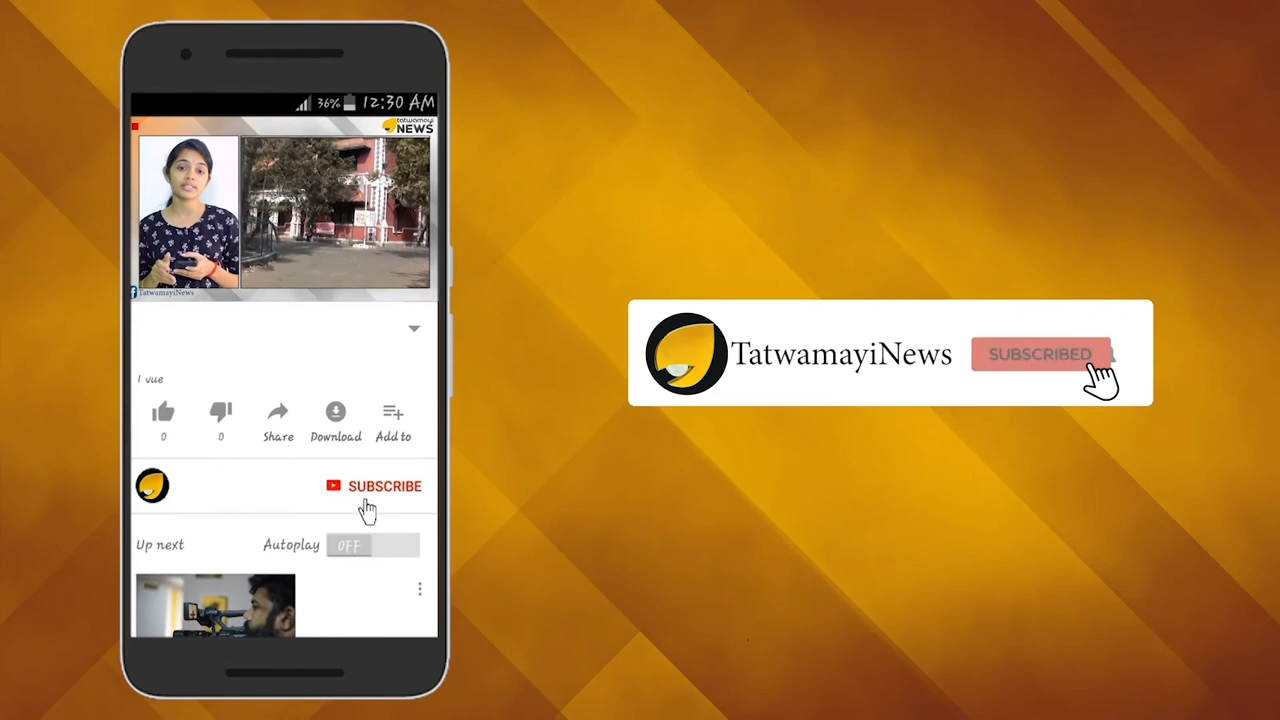 36% 12:30 AM
tatwamayi
NEWS
TatwamayiNews
1 vue
0 0 Share Download Add to
SUBSCRIBE
Up next Autoplay OFF
TatwamayiNews SUBSCRIBED